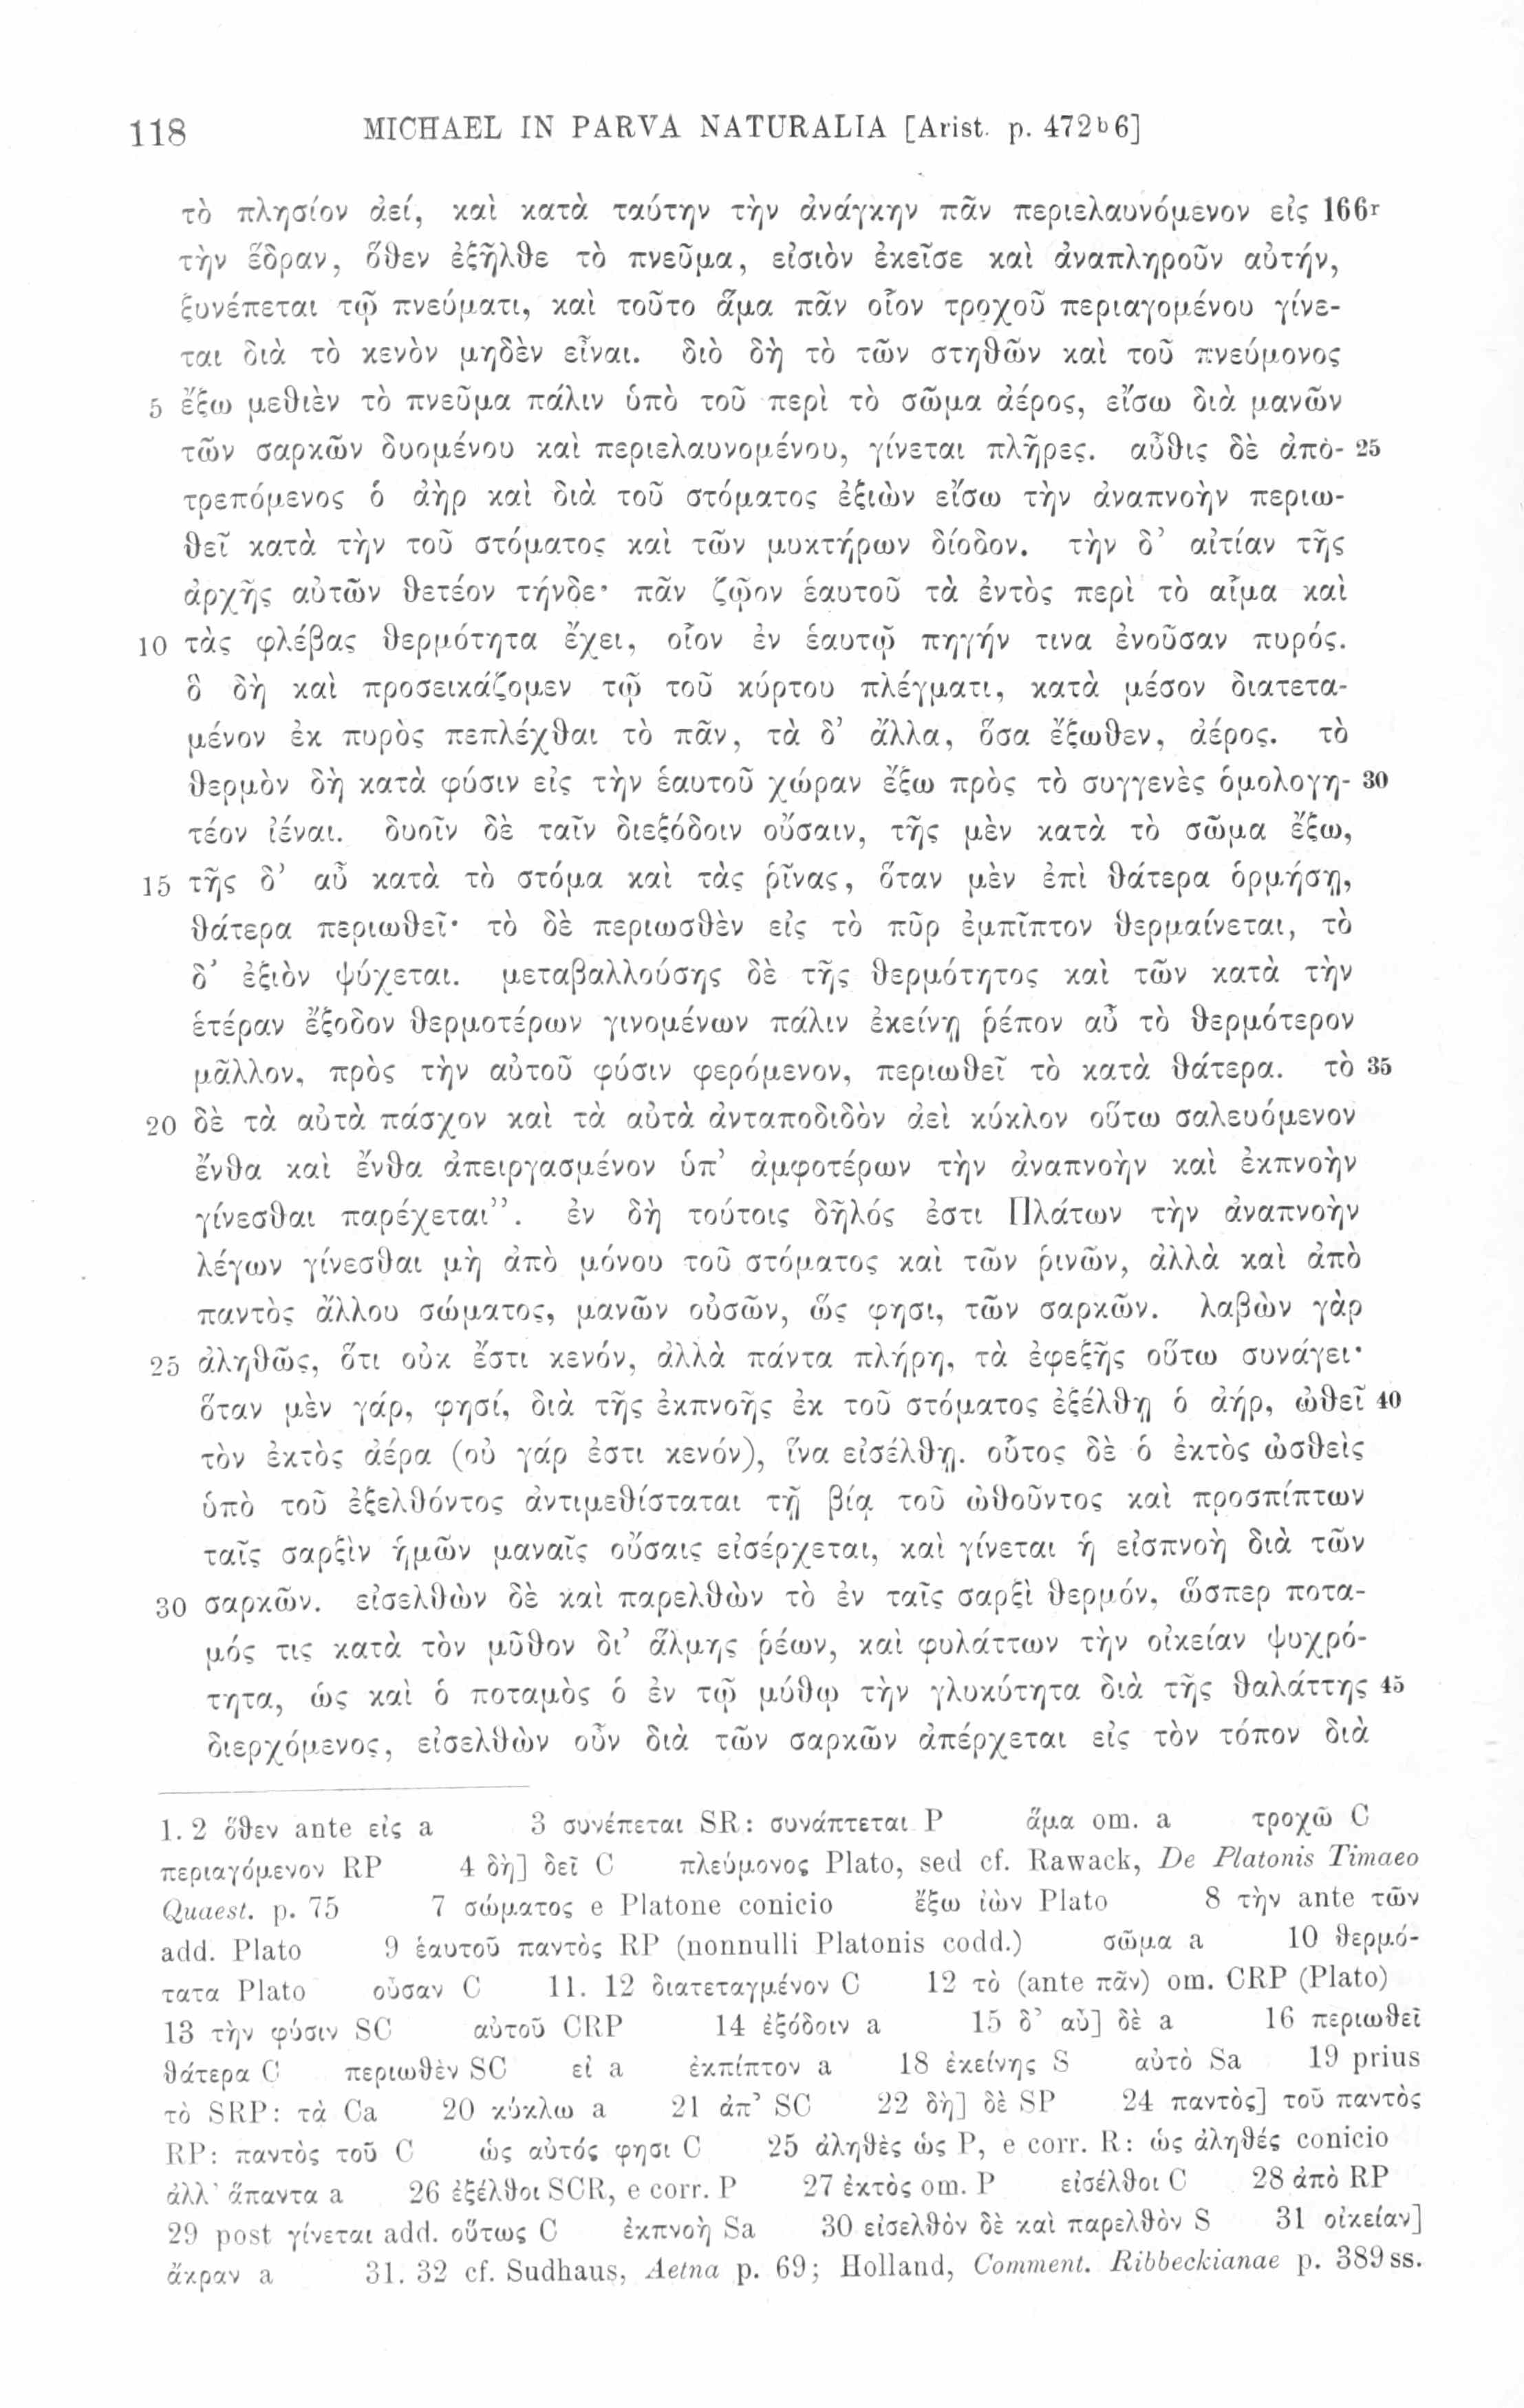 118 MICHAEL IN PARVA NATURALIA [Arist. p. 472b6]
τὸ πλησίον ἀεί, καὶ κατὰ ταύτην τὴν ἀνάγκην πᾶν περιελαυνόμενον εἰς 166r
τὴν ἕδραν, ὅθεν ἐξῆλθε τὸ πνεῦμα, εἰσιὸν ἐκεῖσε καὶ ἀναπληροῦν αὐτήν,
ξυνέπεται τῷ πνεύματι, καὶ τοῦτο ἅμα πᾶν οἷον τροχοῦ περιαγομένου γίνε-
ται διὰ τὸ κενὸν μηδὲν εἶναι. διὸ δὴ τὸ τῶν στηθῶν καὶ τοῦ πνεύμονος
5 ἔξω μεθιὲν τὸ πνεῦμα πάλιν ὑπὸ τοῦ περὶ τὸ σῶμα ἀέρος, εἴσω διὰ μανῶν
τῶν σαρκῶν δυομένου καὶ περιελαυνομένου, γίνεται πλῆρες. αὖθις δὲ ἀπο- 25
τρεπόμενος ὁ ἀὴρ καὶ διὰ τοῦ στόματος ἐξιὼν εἴσω τὴν ἀναπνοὴν περιω-
θεῖ κατὰ τὴν τοῦ στόματος καὶ τῶν μυκτήρων δίοδον. τὴν δ’ αἰτίαν τῆς
ἀρχῆς αὐτῶν θετέον τήνδε· πᾶν ζῷον ἑαυτοῦ τὰ ἐντὸς περὶ τὸ αἷμα καὶ
10 τὰς φλέβας θερμότητα ἔχει, οἷον ἐν ἑαυτῷ πηγήν τινα ἐνοῦσαν πυρός.
ὃ δὴ καὶ προσεικάζομεν τῷ τοῦ κύρτου πλέγματι, κατὰ μέσον διατετα-
μένον ἐκ πυρὸς πεπλέχθαι τὸ πᾶν, τὰ δ’ ἄλλα, ὅσα ἔξωθεν, ἀέρος. τὸ
θερμὸν δὴ κατὰ φύσιν εἰς τὴν ἑαυτοῦ χώραν ἔξω πρὸς τὸ συγγενὲς ὁμολογη- 30
τέον ἰέναι. δυοῖν δὲ ταῖν διεξόδοιν οὔσαιν, τῆς μὲν κατὰ τὸ σῶμα ἔξω,
15 τῆς δ’ αὖ κατὰ τὸ στόμα καὶ τὰς ῥῖνας, ὅταν μὲν ἐπὶ θάτερα ὁρμήσῃ,
θάτερα περιωθεῖ· τὸ δὲ περιωσθὲν εἰς τὸ πῦρ ἐμπῖπτον θερμαίνεται, τὸ
δ’ ἐξιὸν ψύχεται. μεταβαλλούσης δὲ τῆς θερμότητος καὶ τῶν κατὰ τὴν
ἑτέραν ἔξοδον θερμοτέρων γινομένων πάλιν ἐκείνῃ ῥέπον αὖ τὸ θερμότερον
μᾶλλον, πρὸς τὴν αὑτοῦ φύσιν φερόμενον, περιωθεῖ τὸ κατὰ θάτερα. τὸ 35
20 δὲ τὰ αὐτὰ πάσχον καὶ τὰ αὐτὰ ἀνταποδιδὸν ἀεὶ κύκλον οὕτω σαλευόμενον
ἔνθα καὶ ἔνθα ἀπειργασμένον ὑπ’ ἀμφοτέρων τὴν ἀναπνοὴν καὶ ἐκπνοὴν
γίνεσθαι παρέχεται”. ἐν δὴ τούτοις δῆλός ἐστι Πλάτων τὴν ἀναπνοὴν
λέγων γίνεσθαι μὴ ἀπὸ μόνου τοῦ στόματος καὶ τῶν ῥινῶν, ἀλλὰ καὶ ἀπὸ
παντὸς ἄλλου σώματος, μανῶν οὐσῶν, ὥς φησι, τῶν σαρκῶν. λαβὼν γὰρ
25 ἀληθῶς, ὅτι οὐκ ἔστι κενόν, ἀλλὰ πάντα πλήρη, τὰ ἐφεξῆς οὕτω συνάγει·
ὅταν μὲν γάρ, φησί, διὰ τῆς ἐκπνοῆς ἐκ τοῦ στόματος ἐξέλθῃ ὁ ἀήρ, ὠθεῖ 40
τὸν ἐκτὸς ἀέρα (οὐ γάρ ἐστι κενόν), ἵνα εἰσέλθῃ. οὗτος δὲ ὁ ἐκτὸς ὠσθεὶς
ὑπὸ τοῦ ἐξελθόντος ἀντιμεθίσταται τῇ βίᾳ τοῦ ὠθοῦντος καὶ προσπίπτων
ταῖς σαρξὶν ἡμῶν μαναῖς οὔσαις εἰσέρχεται, καὶ γίνεται ἡ εἰσπνοὴ διὰ τῶν
30 σαρκῶν. εἰσελθὼν δὲ καὶ παρελθὼν τὸ ἐν ταῖς σαρξὶ θερμόν, ὥσπερ ποτα-
μός τις κατὰ τὸν μῦθον δι’ ἅλμης ῥέων, καὶ φυλάττων τὴν οἰκείαν ψυχρό-
τητα, ὡς καὶ ὁ ποταμὸς ὁ ἐν τῷ μύθῳ τὴν γλυκύτητα διὰ τῆς θαλάττης 45
διερχόμενος, εἰσελθὼν οὖν διὰ τῶν σαρκῶν ἀπέρχεται εἰς τὸν τόπον διὰ
1. 2 ὅθεν ante εἰς a 3 συνέπεται SR: συνάπτεται P ἅμα om. a τροχῶ C
περιαγόμενον RP 4 δὴ] δεῖ C πλεύμονος Plato, sed cf. Rawack, De Platonis Timaeo
Quaest. p. 75 7 σώματος e Platone conicio ἔξω ἰὼν Plato 8 τὴν ante τῶν
add. Plato 9 ἑαυτοῦ παντὸς RP (nonnulli Platonis codd.) σῶμα a 10 θερμό-
τατα Plato οὖσαν C 11. 12 διατεταγμένον C 12 τὸ (ante πᾶν) om. CRP (Plato)
13 τὴν φύσιν SC αὑτοῦ CRP 14 ἐξόδοιν a 15 δ’ αὖ] δὲ a 16 περιωθεῖ
θάτερα C περιωθὲν SC εἰ a ἐκπίπτον a 18 ἐκείνης S αὐτὸ Sa 19 prius
τὸ SRP: τὰ Ca 20 κύκλω a 21 ἀπ’ SC 22 δὴ] δὲ SP 24 παντὸς] τοῦ παντὸς
RP: παντὸς τοῦ C ὡς αὐτός φησι C 25 ἀληθὲς ὡς P, e corr. R: ὡς ἀληθές conicio
ἀλλ’ ἅπαντα a 26 ἐξέλθοι SCR, e corr. P 27 ἐκτὸς om. P εἰσέλθοι C 28 ἀπὸ RP
29 post γίνεται add. οὕτως C ἐκπνοὴ Sa 30 εἰσελθὸν δὲ καὶ παρελθὸν S 31 οἰκείαν]
ἄκραν a 31. 32 cf. Sudhaus, Aetna p. 69; Holland, Comment. Ribbeckianae p. 389 ss.